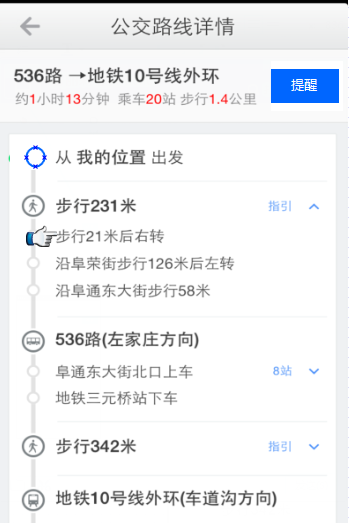 公交路线详情
536路 →地铁10号线外环
提醒
约1小时13分钟 乘车20站 步行1.4公里
从 我的位置 出发
步行231米
指引
步行21米后右转
沿阜荣街步行126米后左转
沿阜通东大街步行58米
536路(左家庄方向)
阜通东大街北口上车
8站
地铁三元桥站下车
步行342米
指引
地铁10号线外环(车道沟方向)